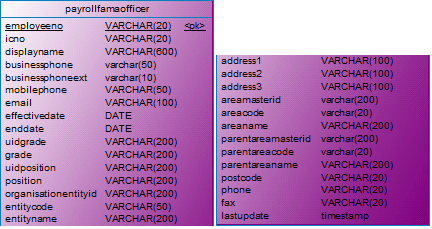 payrollfamaofficer
employeeno VARCHAR(20) <pk>
icno VARCHAR(20)
displayname VARCHAR(600)
businessphone varchar(50)
businessphoneext varchar(10)
mobilephone VARCHAR(50)
email VARCHAR(100)
effectivedate DATE
enddate DATE
uidgrade VARCHAR(200)
grade VARCHAR(200)
uidposition VARCHAR(200)
position VARCHAR(200)
organisationentityid VARCHAR(200)
entitycode VARCHAR(50)
entityname VARCHAR(200)
address1 VARCHAR(100)
address2 VARCHAR(100)
address3 VARCHAR(100)
areamasterid varchar(200)
areacode varchar(20)
areaname VARCHAR(200)
parentareamasterid varchar(200)
parentareacode varchar(20)
parentareaname VARCHAR(200)
postcode VARCHAR(20)
phone VARCHAR(20)
fax VARCHAR(20)
lastupdate timestamp